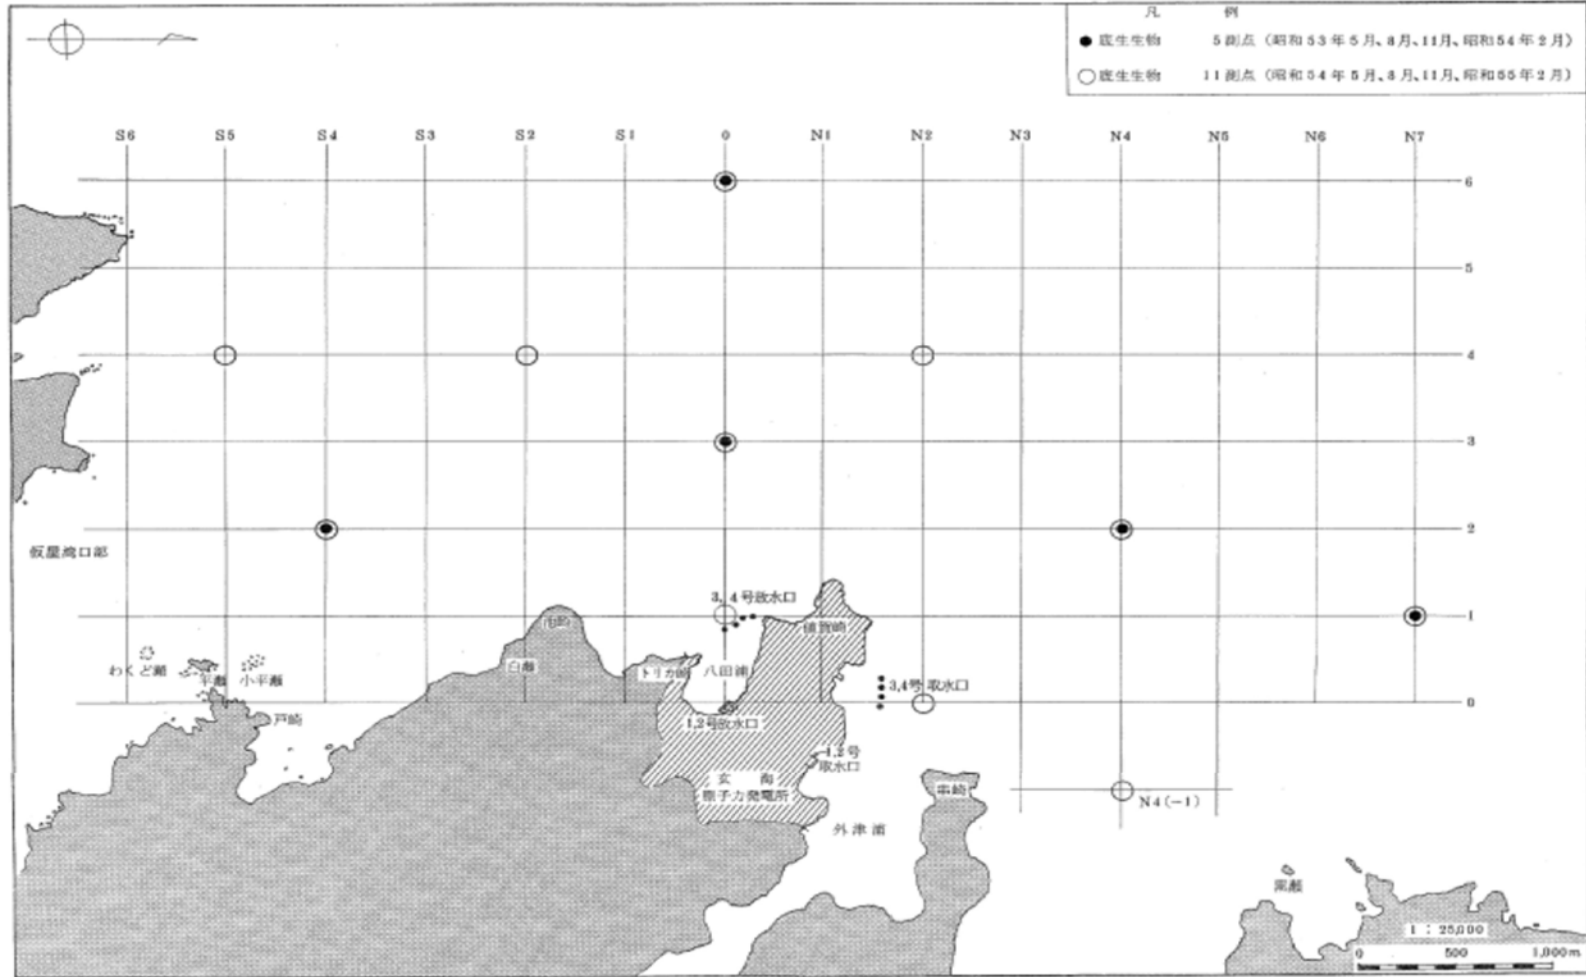 凡 例
底生生物 5測点 (昭和53年5月、8月、11月、昭和54年2月)
底生生物 11測点 (昭和54年5月、8月、11月、昭和55年2月)
S6 S5 S4 S3 S2 S1 0 N1 N2 N3 N4 N5 N6 N7
6
5
4
3
2
仮屋湾口部
3,4号放水口
1
値賀崎
わくど瀬
平瀬 小平瀬
白瀬
トリカ崎
八田浦
3,4号取水口
0
戸崎
1,2号放水口
1,2号
取水口
玄海
原子力発電所
串崎
N4(-1)
外津浦
黒瀬
1:25,000
0 500 1,000m